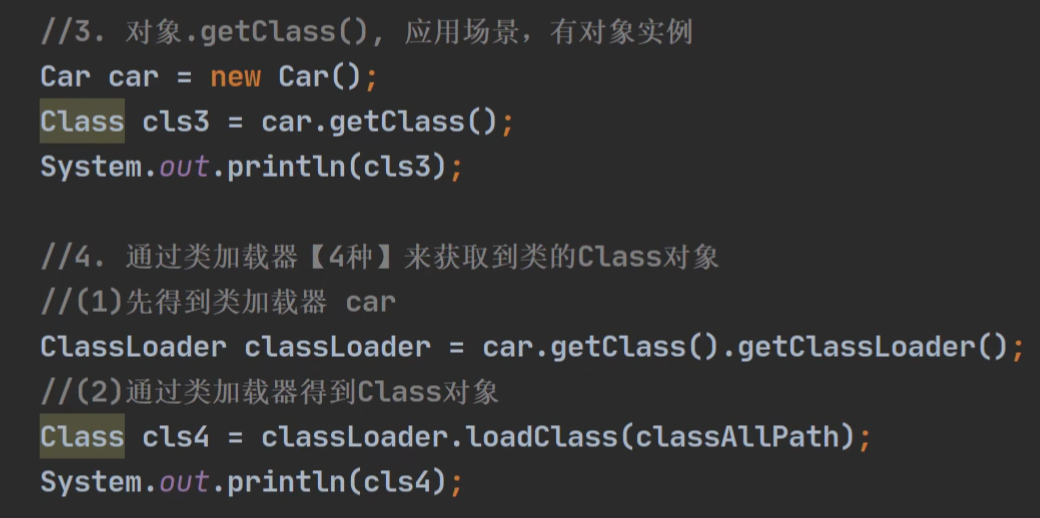 //3. 对象.getClass(), 应用场景，有对象实例
Car car = new Car();
Class cls3 = car.getClass();
System.out.println(cls3);
//4. 通过类加载器【4种】来获取到类的Class对象
//(1)先得到类加载器 car
ClassLoader classLoader = car.getClass().getClassLoader();
//(2)通过类加载器得到Class对象
Class cls4 = classLoader.loadClass(classAllPath);
System.out.println(cls4);